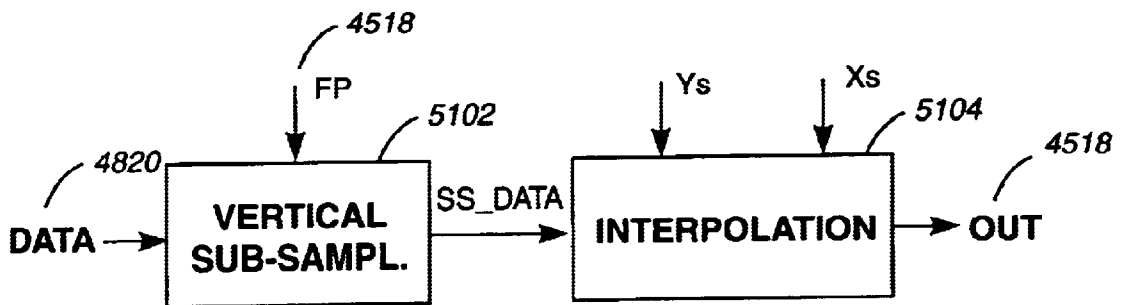 4518
FP
Ys
Xs
5102
5104
4820
4518
DATA
VERTICAL
SUB-SAMPL.
SS_DATA
INTERPOLATION
OUT